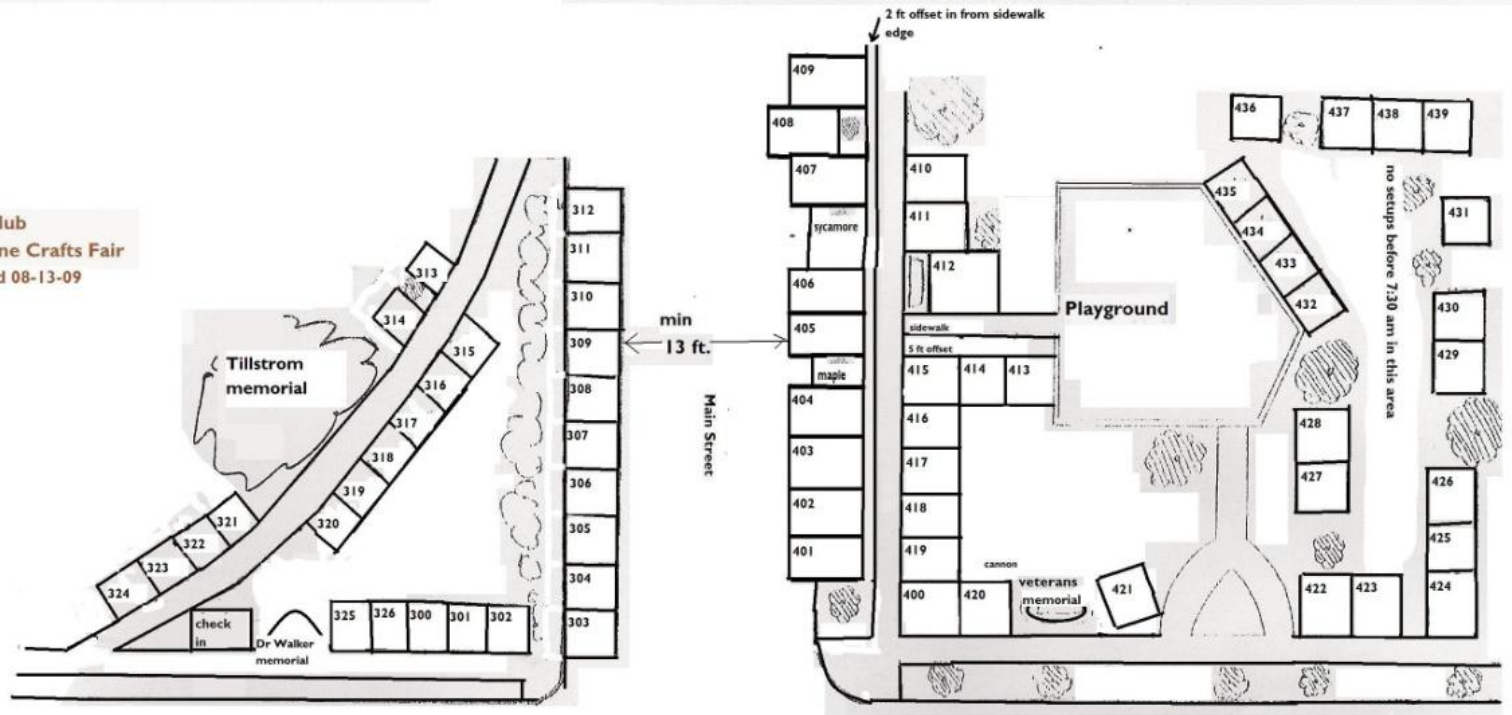 2 ft offset in from sidewalk
edge
lub
ne Crafts Fair
d 08-13-09
312
311
310
309
308
307
306
305
304
303
313
314
315
316
317
318
319
320
321
322
323
324
Tillstrom
memorial
check
in
Dr Walker
memorial
325
326
300
301
302
min
13 ft.
Main Street
409
408
407
sycamore
406
405
maple
404
403
402
401
410
411
412
sidewalk
5 ft offset
415
414
413
416
417
418
419
400
420
cannon
veterans
memorial
421
Playground
436
437
438
439
435
434
433
432
no setups before 7:30 am in this area
431
430
429
428
427
426
425
424
422
423